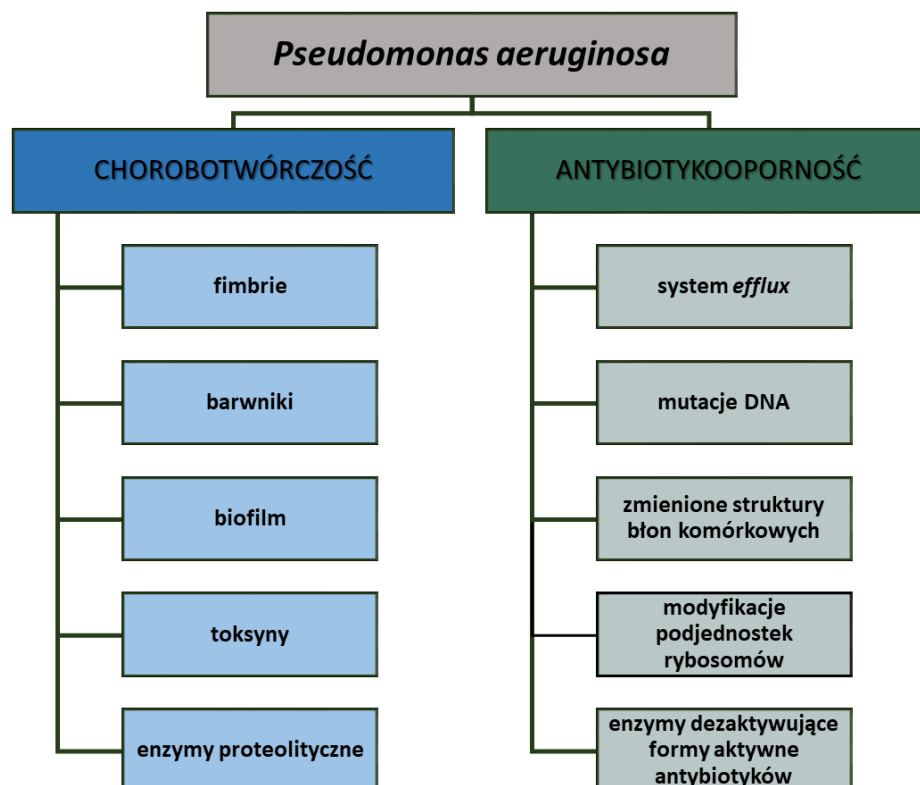 Pseudomonas aeruginosa
CHOROBOTWÓRCZOŚĆ
fimbrie
barwniki
biofilm
toksyny
enzymy proteolityczne
ANTYBIOTYKOOPORNOŚĆ
system efflux
mutacje DNA
zmienione struktury
błon komórkowych
modyfikacje
podjednostek
rybosomów
enzymy dezaktywujące
formy aktywne
antybiotyków